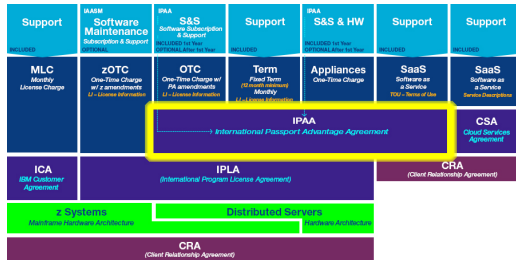 Support
INCLUDED
IAASM
Software
Maintenance
Subscription & Support
OPTIONAL
IPAA
S&S
Software Subscription
& Support
INCLUDED 1st Year
OPTIONAL After 1st Year
Support
INCLUDED
IPAA
S&S & HW
INCLUDED 1st Year
OPTIONAL After 1st Year
Support
INCLUDED
Support
INCLUDED
MLC
Monthly
License Charge
zOTC
One-Time Charge
w/ z amendments
LI – License Information
OTC
One-Time Charge w/
PA amendments
LI – License Information
Term
Fixed Term
(12 month minimum)
Monthly
LI – License Information
Appliances
One-Time Charge
SaaS
Software as
a Service
TOU – Terms of Use
SaaS
Software as
a Service
Service Descriptions
IPAA
International Passport Advantage Agreement
CSA
Cloud Services
Agreement
ICA
IBM Customer
Agreement
IPLA
(International Program License Agreement)
CRA
(Client Relationship Agreement)
z Systems
Mainframe Hardware Architecture
Distributed Servers
Hardware Architecture
CRA
(Client Relationship Agreement)